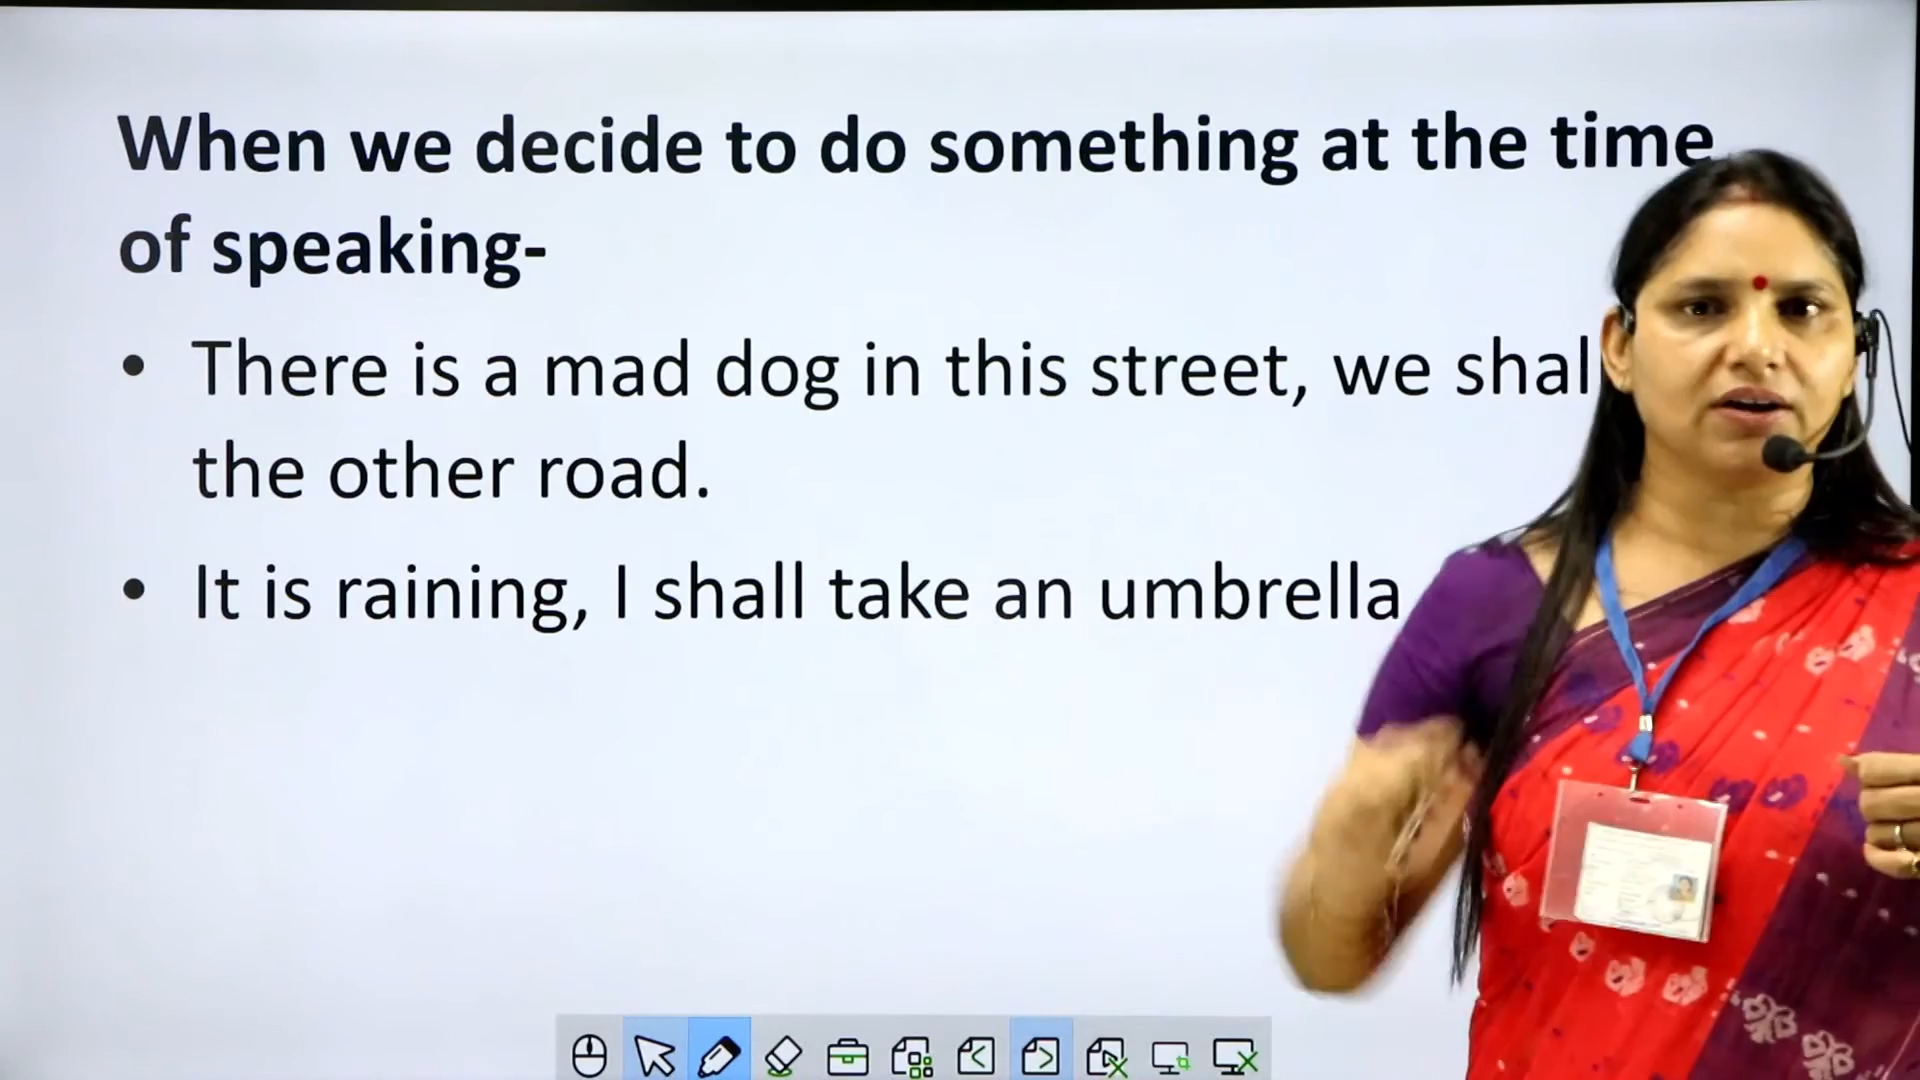 When we decide to do something at the time
of speaking-
• There is a mad dog in this street, we shal
the other road.
• It is raining, I shall take an umbrella